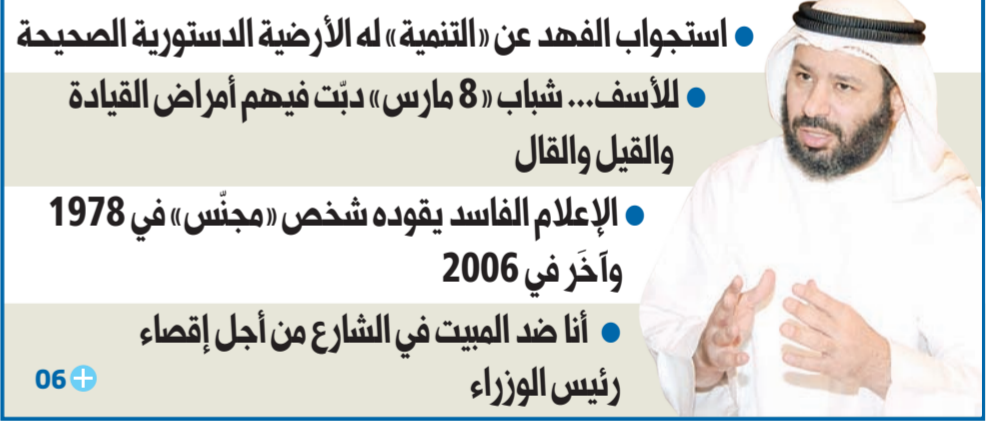 ● استجواب الفهد عن «التنمية» له الأرضية الدستورية الصحيحة
● للأسف... شباب «8 مارس» دبّت فيهم أمراض القيادة
والقيل والقال
● الإعلام الفاسد يقوده شخص «مجنّس» في 1978
وآخَر في 2006
● أنا ضد المبيت في الشارع من أجل إقصاء
رئيس الوزراء
06 +